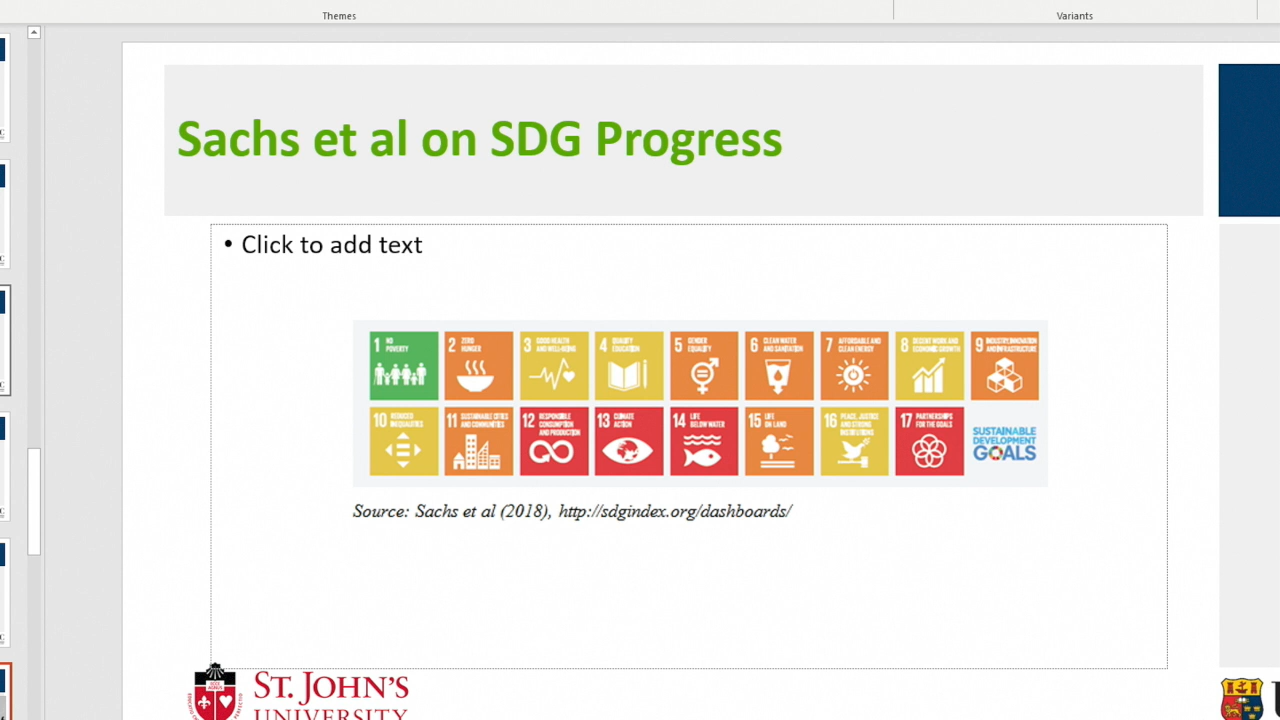 Themes
Variants
Sachs et al on SDG Progress
• Click to add text
1 NO POVERTY
2 ZERO HUNGER
3 GOOD HEALTH AND WELL-BEING
4 QUALITY EDUCATION
5 GENDER EQUALITY
6 CLEAN WATER AND SANITATION
7 AFFORDABLE AND CLEAN ENERGY
8 DECENT WORK AND ECONOMIC GROWTH
9 INDUSTRY, INNOVATION AND INFRASTRUCTURE
10 REDUCED INEQUALITIES
11 SUSTAINABLE CITIES AND COMMUNITIES
12 RESPONSIBLE CONSUMPTION AND PRODUCTION
13 CLIMATE ACTION
14 LIFE BELOW WATER
15 LIFE ON LAND
16 PEACE, JUSTICE AND STRONG INSTITUTIONS
17 PARTNERSHIPS FOR THE GOALS
SUSTAINABLE
DEVELOPMENT
GOALS
Source: Sachs et al (2018), http://sdgindex.org/dashboards/
ST. JOHN'S
UNIVERSITY